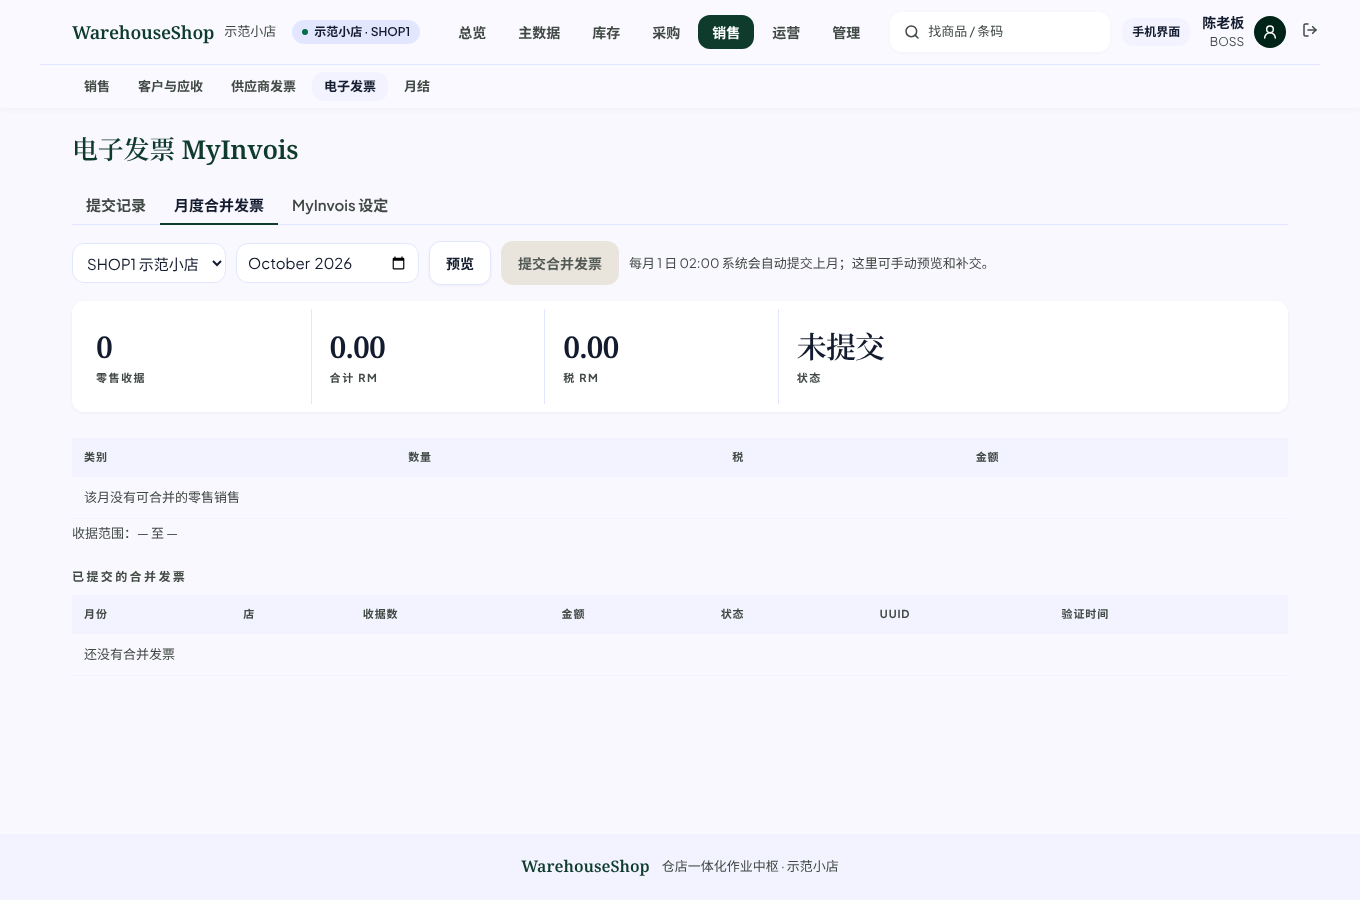 WarehouseShop 示范小店 示范小店 · SHOP1 总览 主数据 库存 采购 销售 运营 管理 找商品 / 条码 手机界面 陈老板
BOSS
销售 客户与应收 供应商发票 电子发票 月结
电子发票 MyInvois
提交记录 月度合并发票 MyInvois 设定
SHOP1 示范小店 October 2026 预览 提交合并发票 每月 1 日 02:00 系统会自动提交上月；这里可手动预览和补交。
0 0.00 0.00 未提交
零售收据 合计 RM 税 RM 状态
类别 数量 税 金额
该月没有可合并的零售销售
收据范围：— 至 —
已提交的合并发票
月份 店 收据数 金额 状态 UUID 验证时间
还没有合并发票
WarehouseShop 仓店一体化作业中枢 · 示范小店